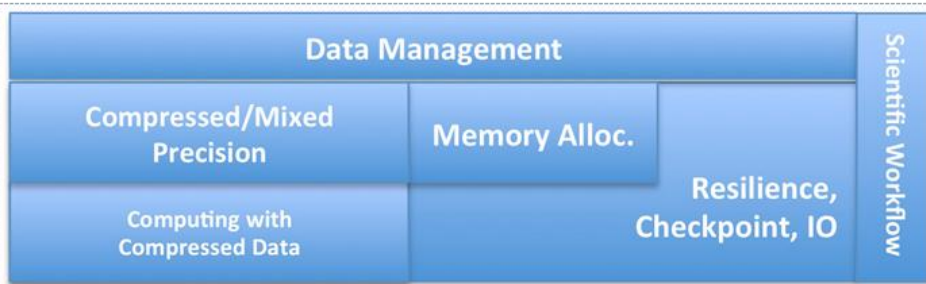 Data Management
Scientific Workflow
Compressed/Mixed
Precision
Memory Alloc.
Resilience,
Checkpoint, IO
Computing with
Compressed Data